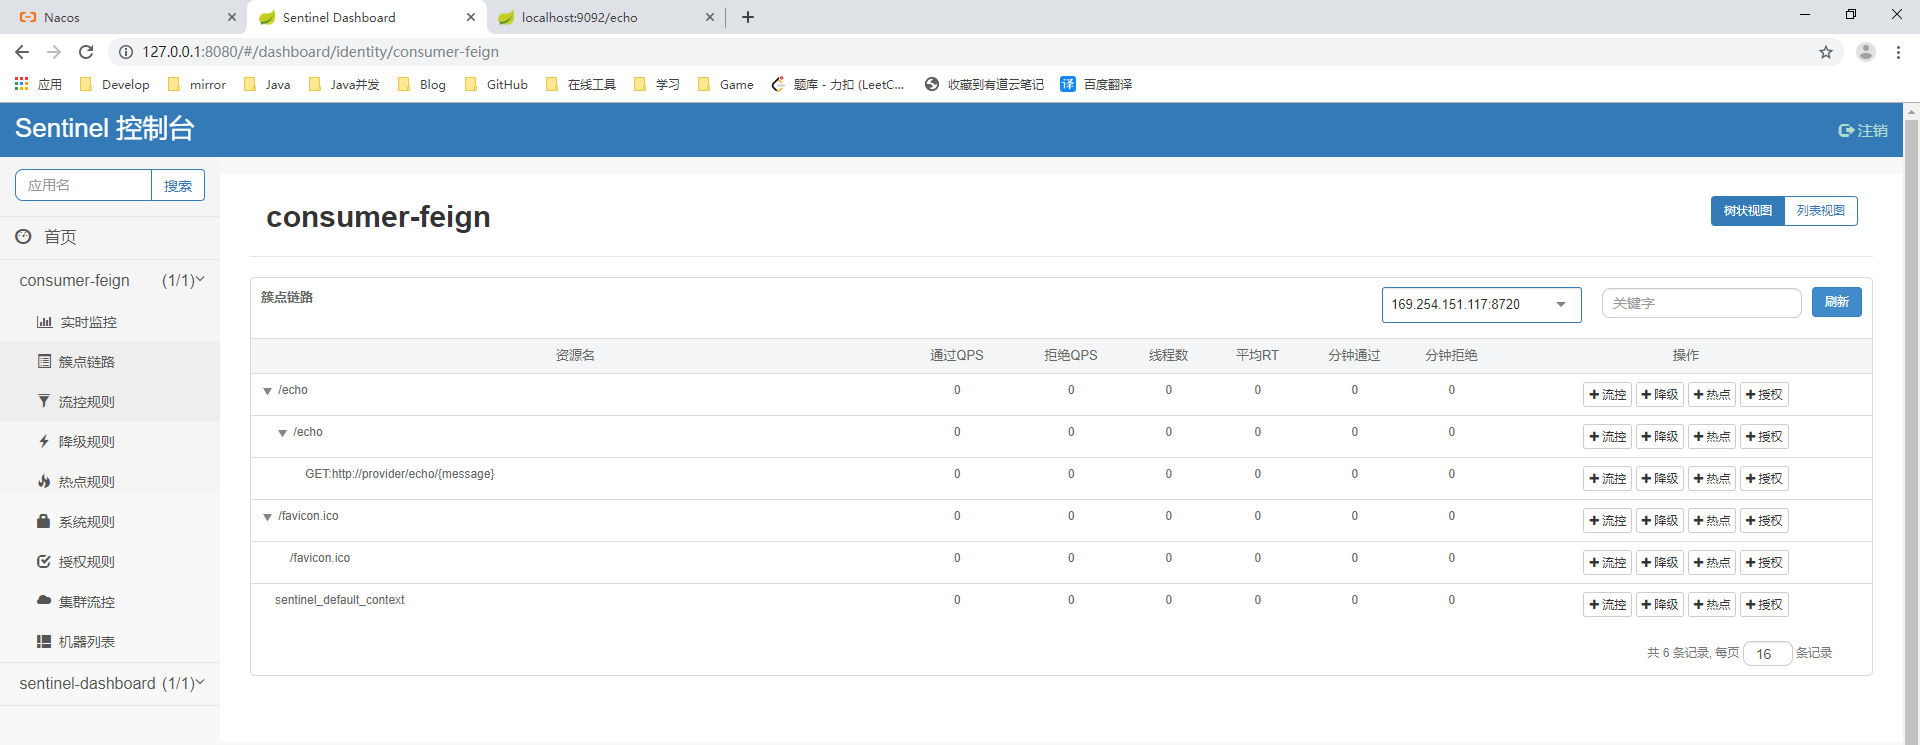 Nacos
Sentinel Dashboard
localhost:9092/echo
127.0.0.1:8080/#/dashboard/identity/consumer-feign
应用 Develop mirror Java Java并发 Blog GitHub 在线工具 学习 Game 题库 - 力扣 (LeetC... 收藏到有道云笔记 译 百度翻译
Sentinel 控制台
注销
应用名 搜索
首页
consumer-feign (1/1)
实时监控
簇点链路
流控规则
降级规则
热点规则
系统规则
授权规则
集群流控
机器列表
sentinel-dashboard (1/1)
consumer-feign
树状视图 列表视图
簇点链路 169.254.151.117:8720 关键字 刷新
资源名 通过QPS 拒绝QPS 线程数 平均RT 分钟通过 分钟拒绝 操作
/echo 0 0 0 0 0 0 流控 降级 热点 授权
/echo 0 0 0 0 0 0 流控 降级 热点 授权
GET:http://provider/echo/{message} 0 0 0 0 0 0 流控 降级 热点 授权
/favicon.ico 0 0 0 0 0 0 流控 降级 热点 授权
/favicon.ico 0 0 0 0 0 0 流控 降级 热点 授权
sentinel_default_context 0 0 0 0 0 0 流控 降级 热点 授权
共 6 条记录, 每页 16 条记录